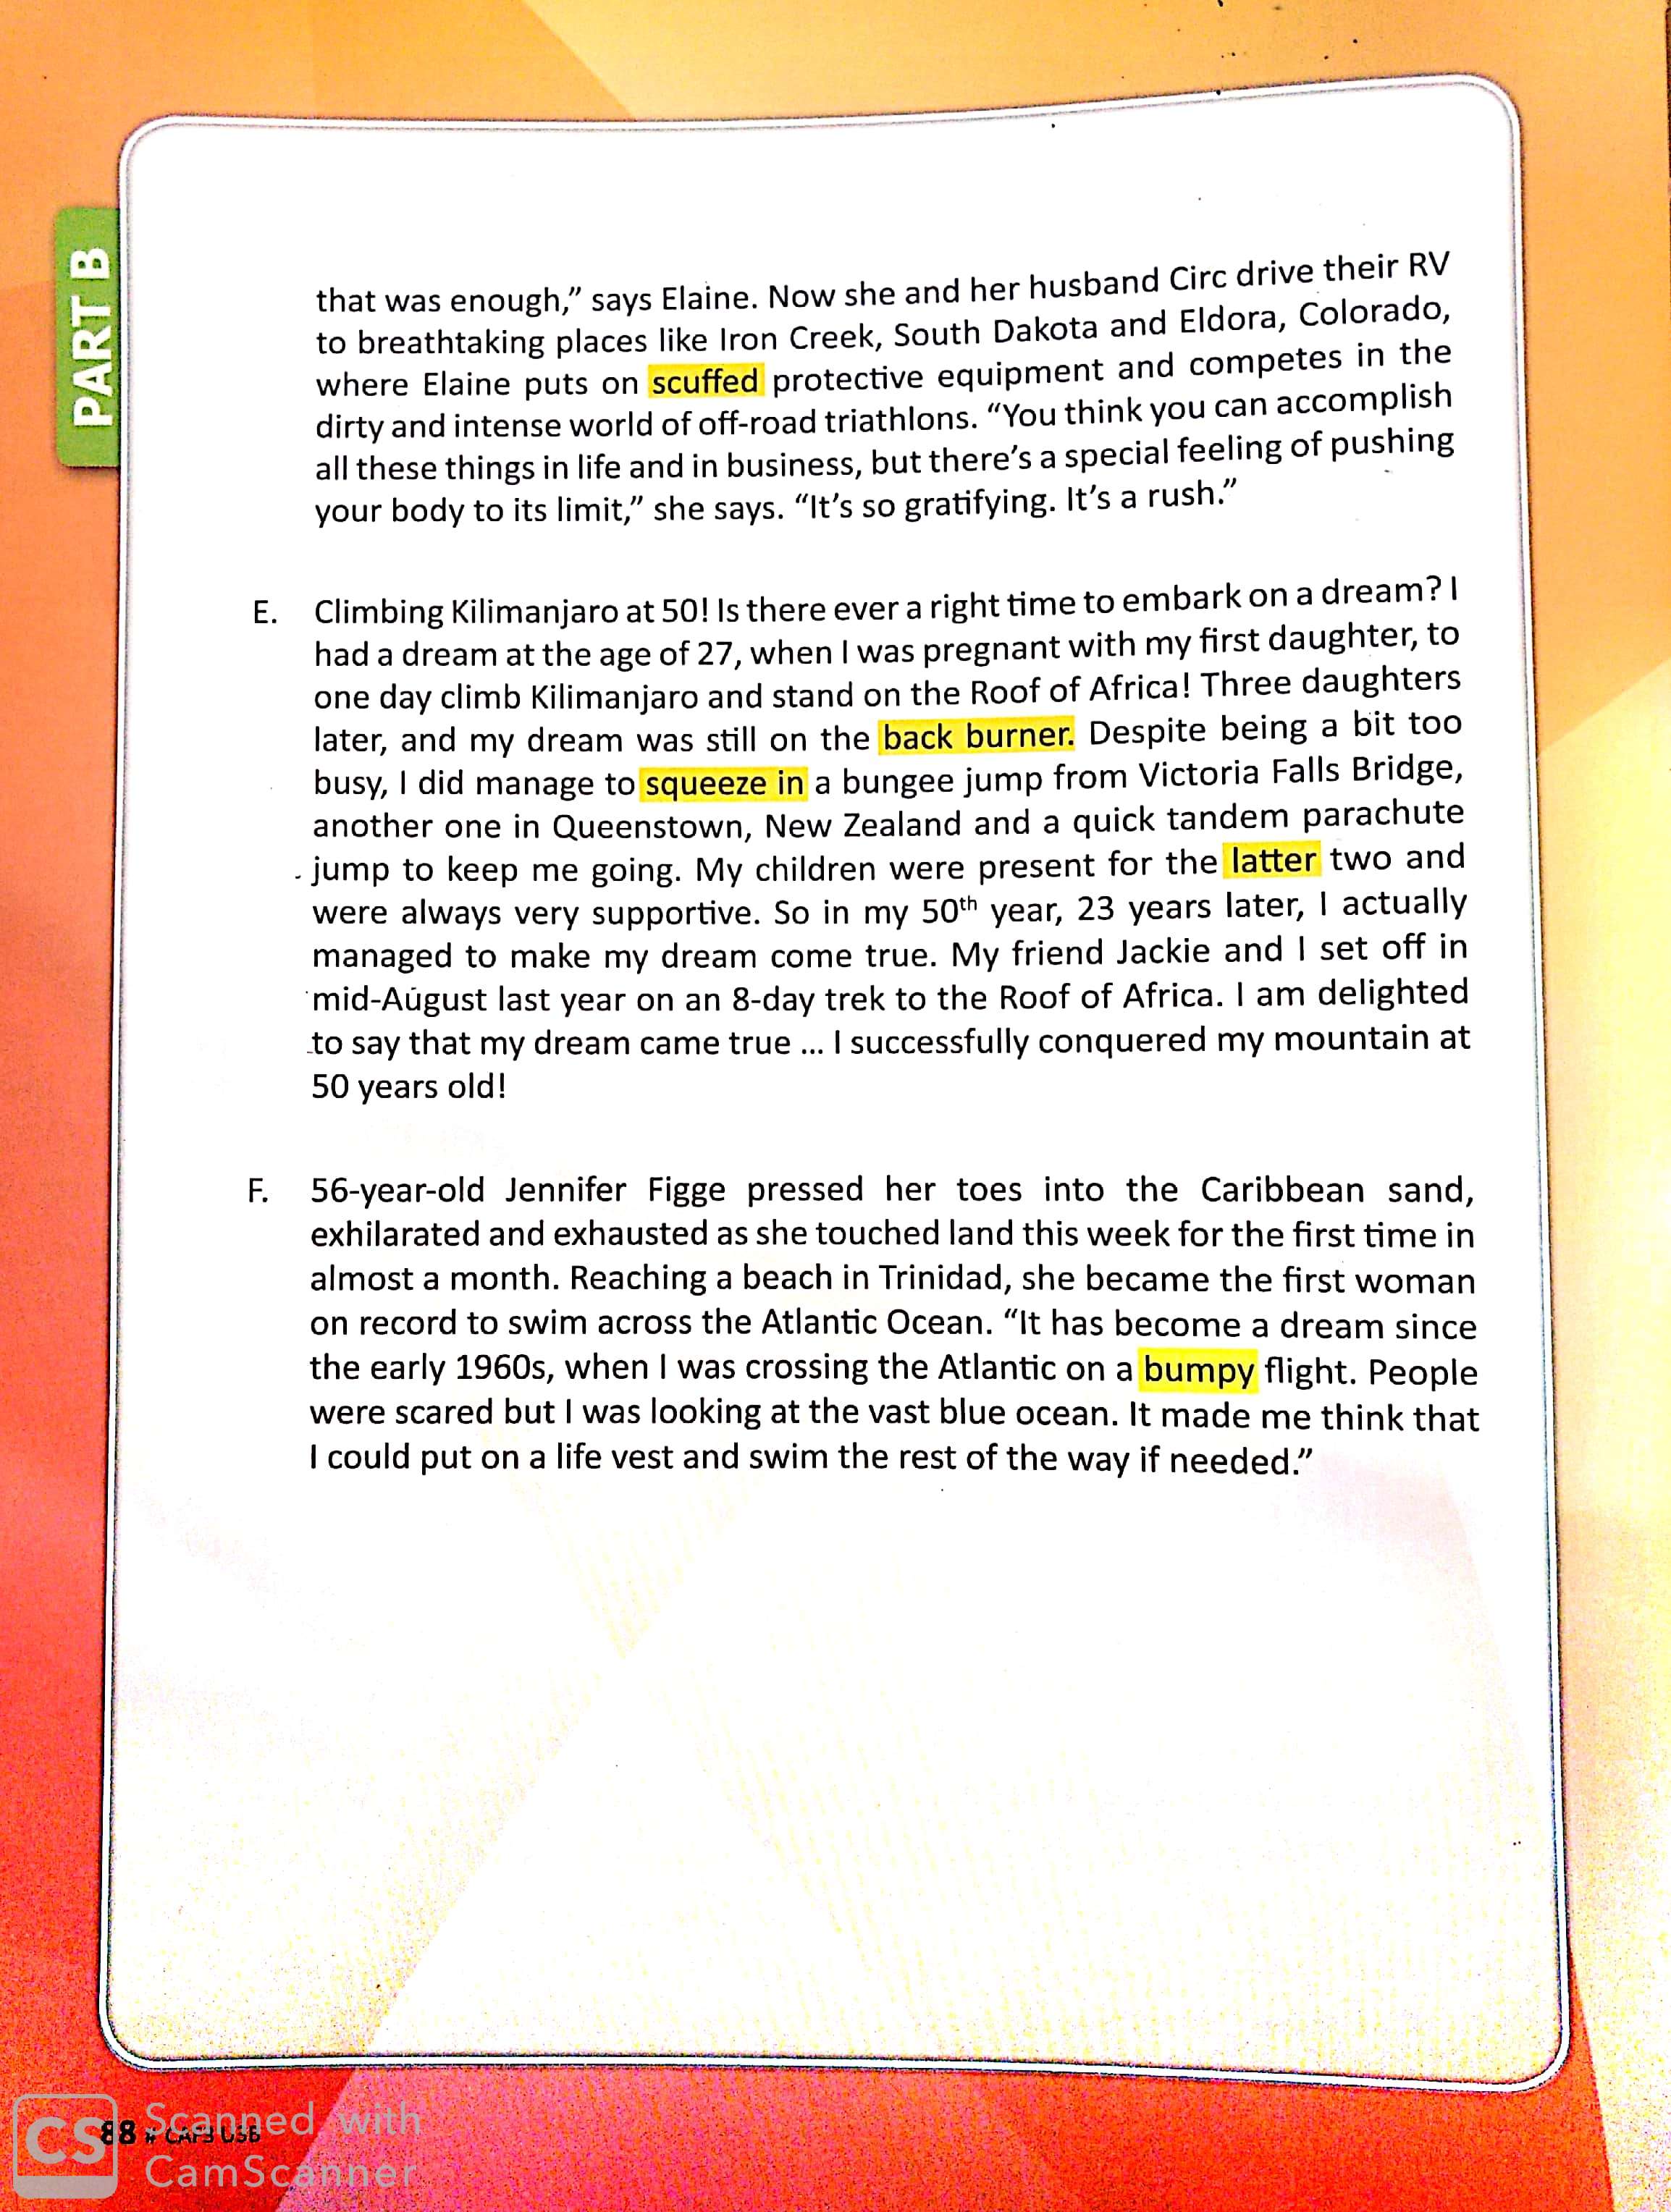 PART B
that was enough,” says Elaine. Now she and her husband Circ drive their RV
to breathtaking places like Iron Creek, South Dakota and Eldora, Colorado,
where Elaine puts on scuffed protective equipment and competes in the
dirty and intense world of off-road triathlons. “You think you can accomplish
all these things in life and in business, but there’s a special feeling of pushing
your body to its limit,” she says. “It’s so gratifying. It’s a rush.”
E. Climbing Kilimanjaro at 50! Is there ever a right time to embark on a dream? I
had a dream at the age of 27, when I was pregnant with my first daughter, to
one day climb Kilimanjaro and stand on the Roof of Africa! Three daughters
later, and my dream was still on the back burner. Despite being a bit too
busy, I did manage to squeeze in a bungee jump from Victoria Falls Bridge,
another one in Queenstown, New Zealand and a quick tandem parachute
jump to keep me going. My children were present for the latter two and
were always very supportive. So in my 50th year, 23 years later, I actually
managed to make my dream come true. My friend Jackie and I set off in
mid-August last year on an 8-day trek to the Roof of Africa. I am delighted
to say that my dream came true ... I successfully conquered my mountain at
50 years old!
F. 56-year-old Jennifer Figge pressed her toes into the Caribbean sand,
exhilarated and exhausted as she touched land this week for the first time in
almost a month. Reaching a beach in Trinidad, she became the first woman
on record to swim across the Atlantic Ocean. “It has become a dream since
the early 1960s, when I was crossing the Atlantic on a bumpy flight. People
were scared but I was looking at the vast blue ocean. It made me think that
I could put on a life vest and swim the rest of the way if needed.”
88
CS Scanned with
CamScanner